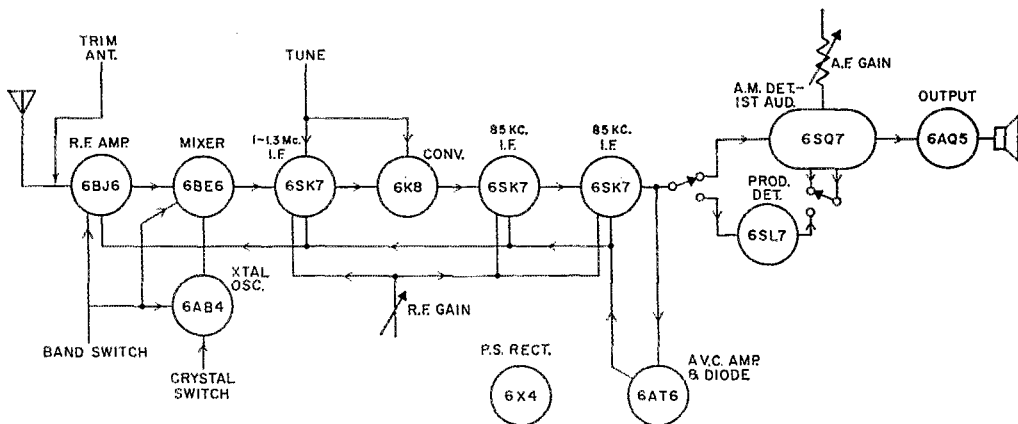 TRIM
ANT.
TUNE
A.F. GAIN
A.M. DET.-
1ST AUD.
OUTPUT
R.F. AMP.
MIXER
1-1.3 Mc.
I.F.
CONV.
85 KC.
I.F.
85 KC.
I.F.
6SQ7
6AQ5
6BJ6
6BE6
6SK7
6K8
6SK7
6SK7
PROD.
DET.
6SL7
XTAL
OSC.
6AB4
R.F. GAIN
BAND SWITCH
CRYSTAL
SWITCH
P.S. RECT.
6X4
A.V.C. AMP.
& DIODE
6AT6